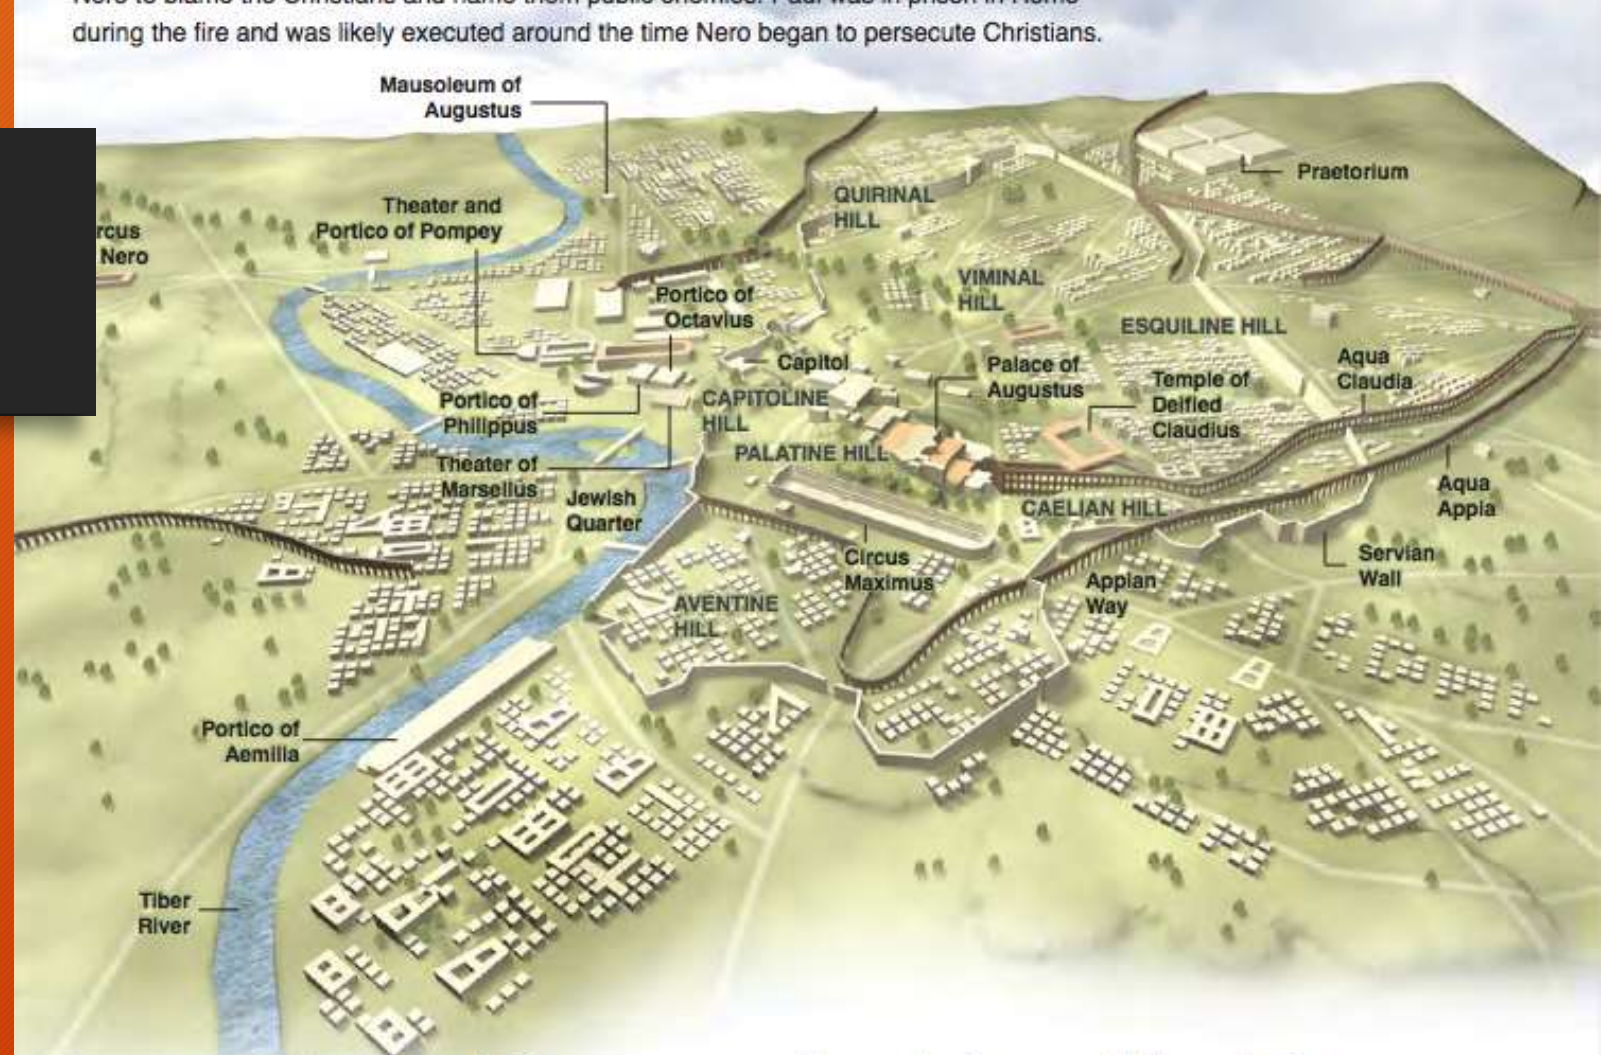 during the fire and was likely executed around the time Nero began to persecute Christians.
Mausoleum of
Augustus
Praetorium
QUIRINAL
HILL
Theater and
Portico of Pompey
rcus
Nero
VIMINAL
HILL
Portico of
Octavius
ESQUILINE HILL
Capitol
Palace of
Augustus
Aqua
Claudia
Temple of
Deified
Claudius
Portico of
Philippus
CAPITOLINE
HILL
PALATINE HILL
Theater of
Marsellus
Jewish
Quarter
CAELIAN HILL
Aqua
Appia
Circus
Maximus
Servian
Wall
Appian
Way
AVENTINE
HILL
Portico of
Aemilia
Tiber
River